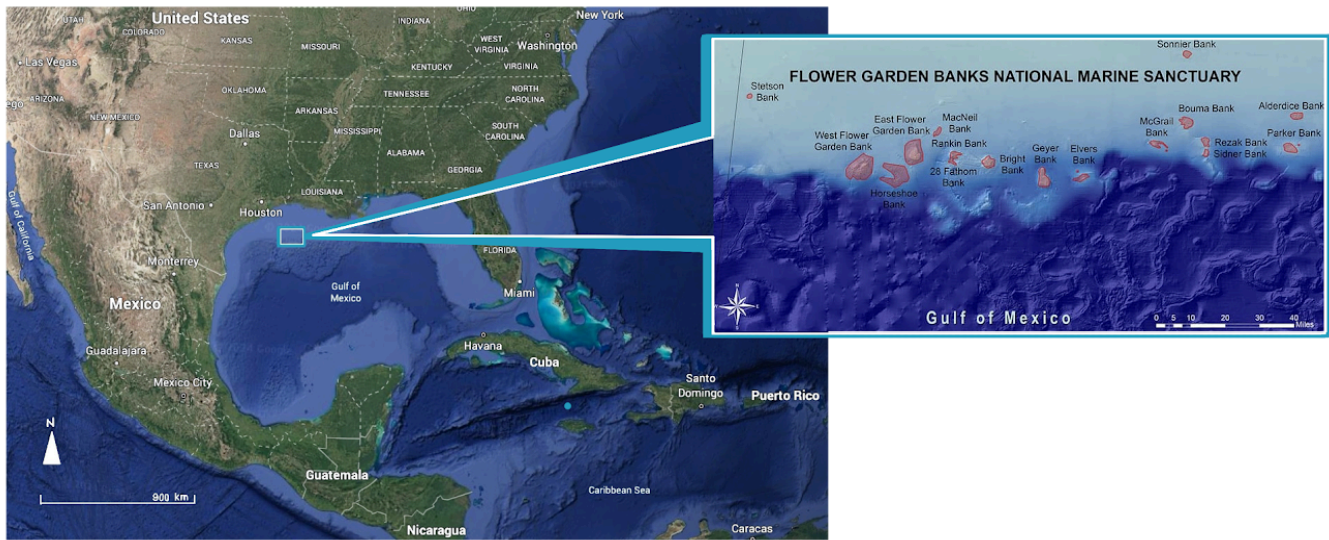 UTAH
COLORADO
United States
KANSAS
MISSOURI
INDIANA
OHIO
New York
WEST
VIRGINIA
Washington
KENTUCKY
VIRGINIA
Las Vegas
ARIZONA
NEW MEXICO
OKLAHOMA
TENNESSEE
NORTH
CAROLINA
ARKANSAS
MISSISSIPPI
SOUTH
CAROLINA
Dallas
TEXAS
ALABAMA
GEORGIA
LOUISIANA
San Antonio
Houston
Gulf of California
FLORIDA
Monterrey
Gulf of
Mexico
Miami
Mexico
Havana
Guadalajara
Cuba
Mexico City
Santo
Domingo
Puerto Rico
N
Guatemala
900 km
Caribbean Sea
Nicaragua
Caracas
Sonnier Bank
FLOWER GARDEN BANKS NATIONAL MARINE SANCTUARY
Stetson
Bank
East Flower
Garden Bank
MacNeil
Bank
Bouma Bank
Alderdice Bank
West Flower
Garden Bank
Rankin Bank
McGrail
Bank
Rezak Bank
Sidner Bank
Parker Bank
28 Fathom
Bank
Bright
Bank
Geyer
Bank
Elvers
Bank
Horseshoe
Bank
N
W
E
S
Gulf of Mexico
0 5 10 20 30 40
Miles